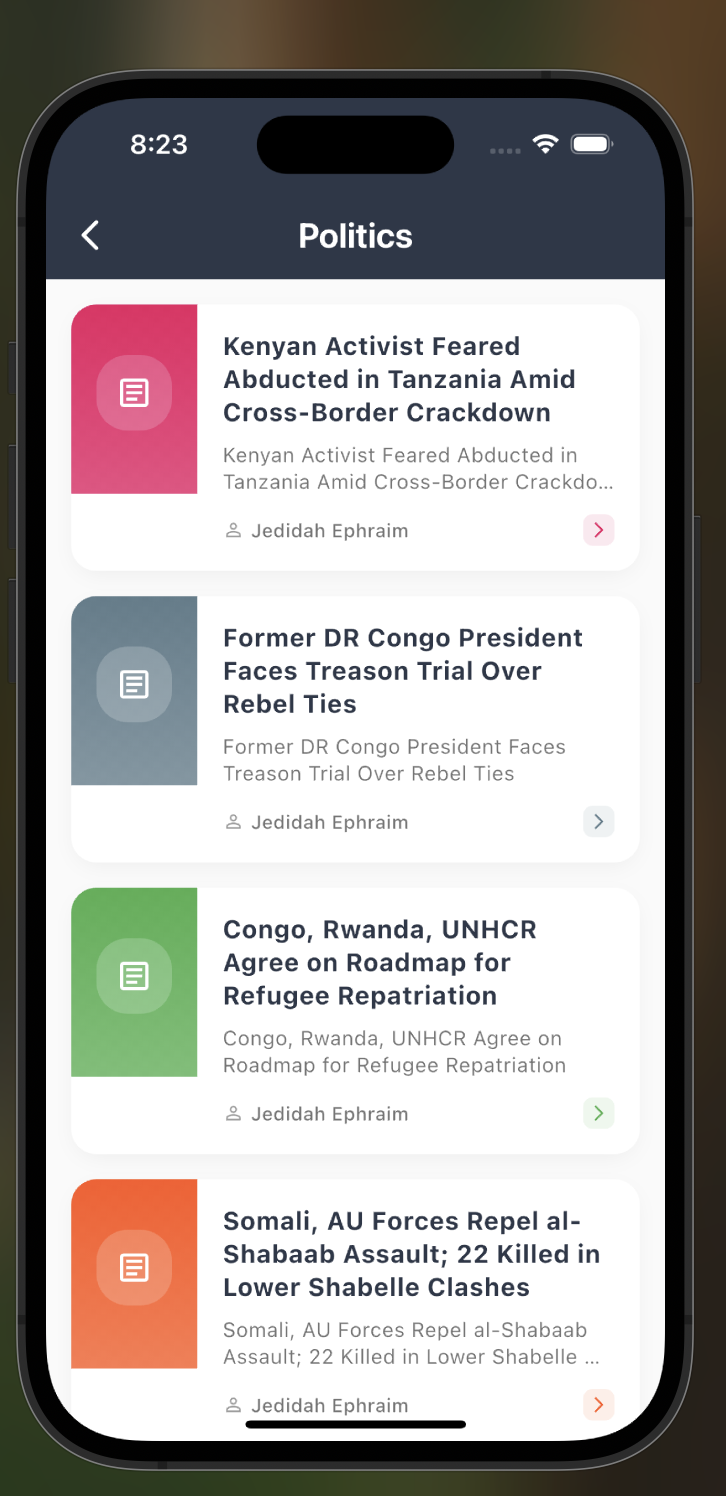 8:23
Politics
Kenyan Activist Feared
Abducted in Tanzania Amid
Cross-Border Crackdown
Kenyan Activist Feared Abducted in
Tanzania Amid Cross-Border Crackdo...
Jedidah Ephraim
Former DR Congo President
Faces Treason Trial Over
Rebel Ties
Former DR Congo President Faces
Treason Trial Over Rebel Ties
Jedidah Ephraim
Congo, Rwanda, UNHCR
Agree on Roadmap for
Refugee Repatriation
Congo, Rwanda, UNHCR Agree on
Roadmap for Refugee Repatriation
Jedidah Ephraim
Somali, AU Forces Repel al-
Shabaab Assault; 22 Killed in
Lower Shabelle Clashes
Somali, AU Forces Repel al-Shabaab
Assault; 22 Killed in Lower Shabelle ...
Jedidah Ephraim